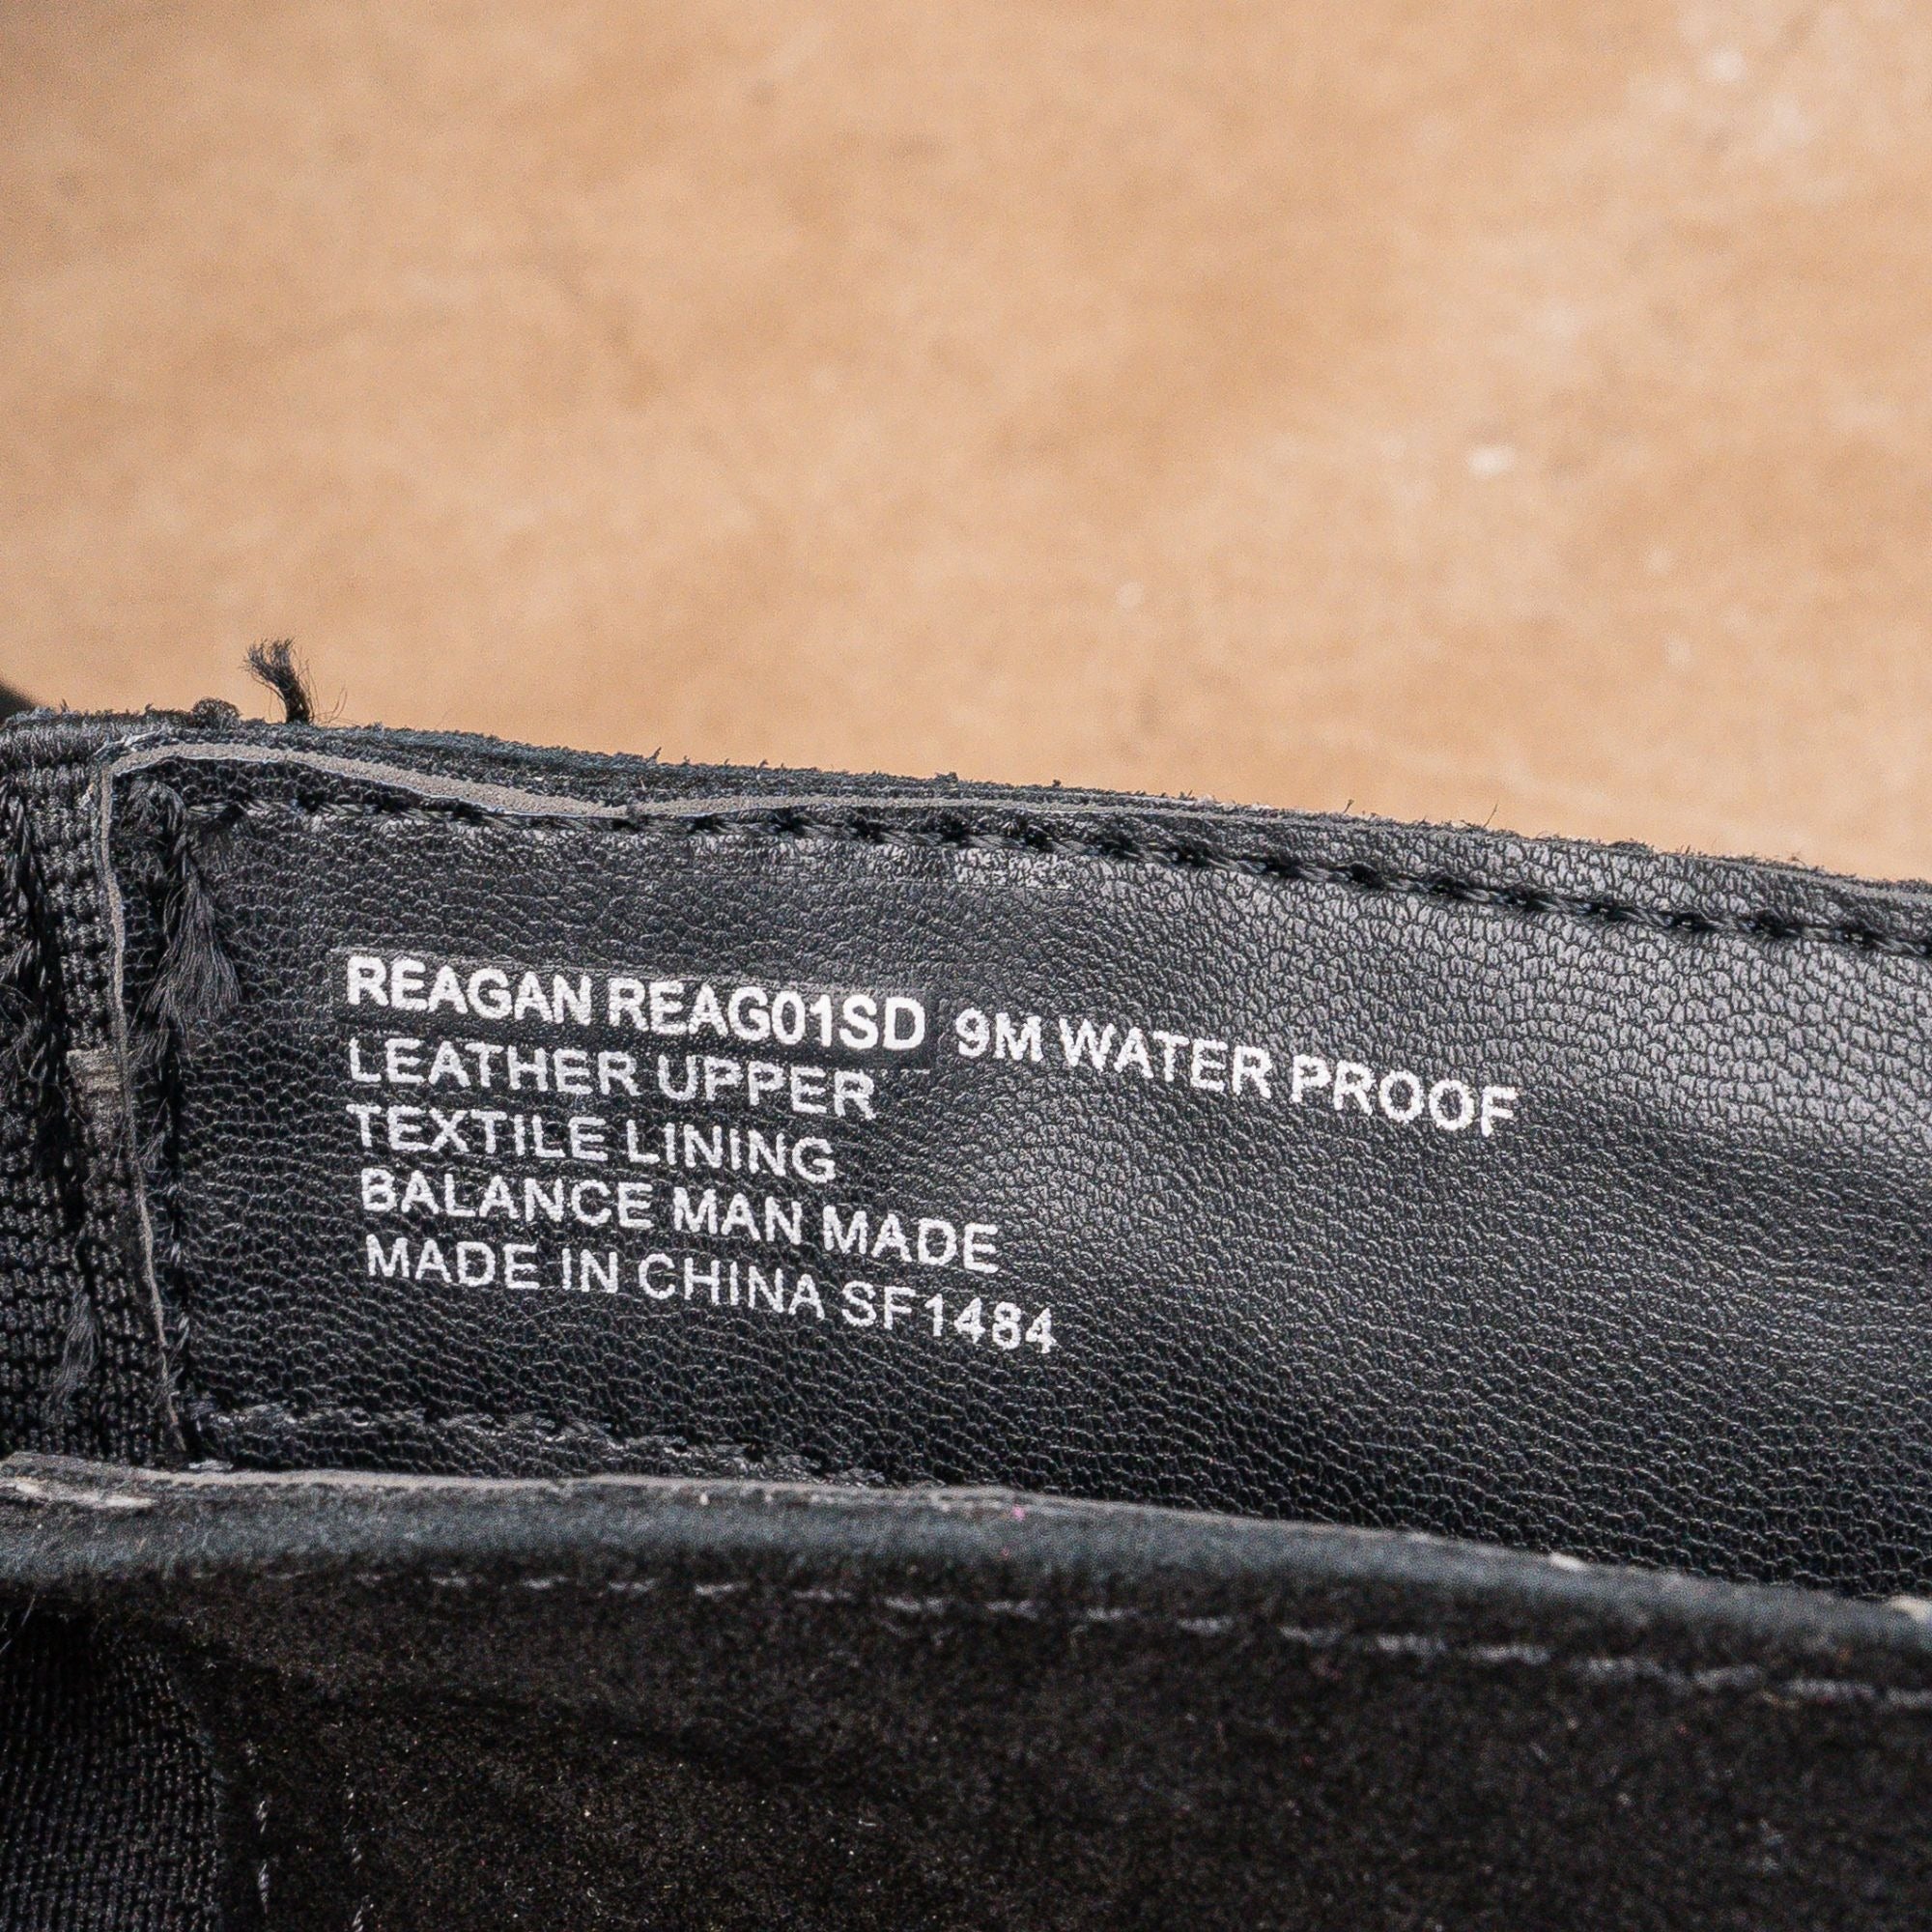 REAGAN REAG01SD 9M WATER PROOF
LEATHER UPPER
TEXTILE LINING
BALANCE MAN MADE
MADE IN CHINA SF1484